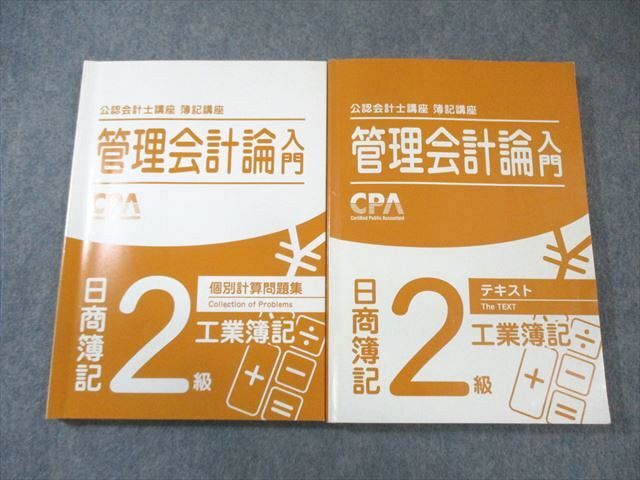 公認会計士講座 簿記講座
管理会計論入門
CPA
日商簿記2級
個別計算問題集
Collection of Problems
工業簿記
公認会計士講座 簿記講座
管理会計論入門
CPA
Certified Public Accountant
日商簿記2級
テキスト
The TEXT
工業簿記